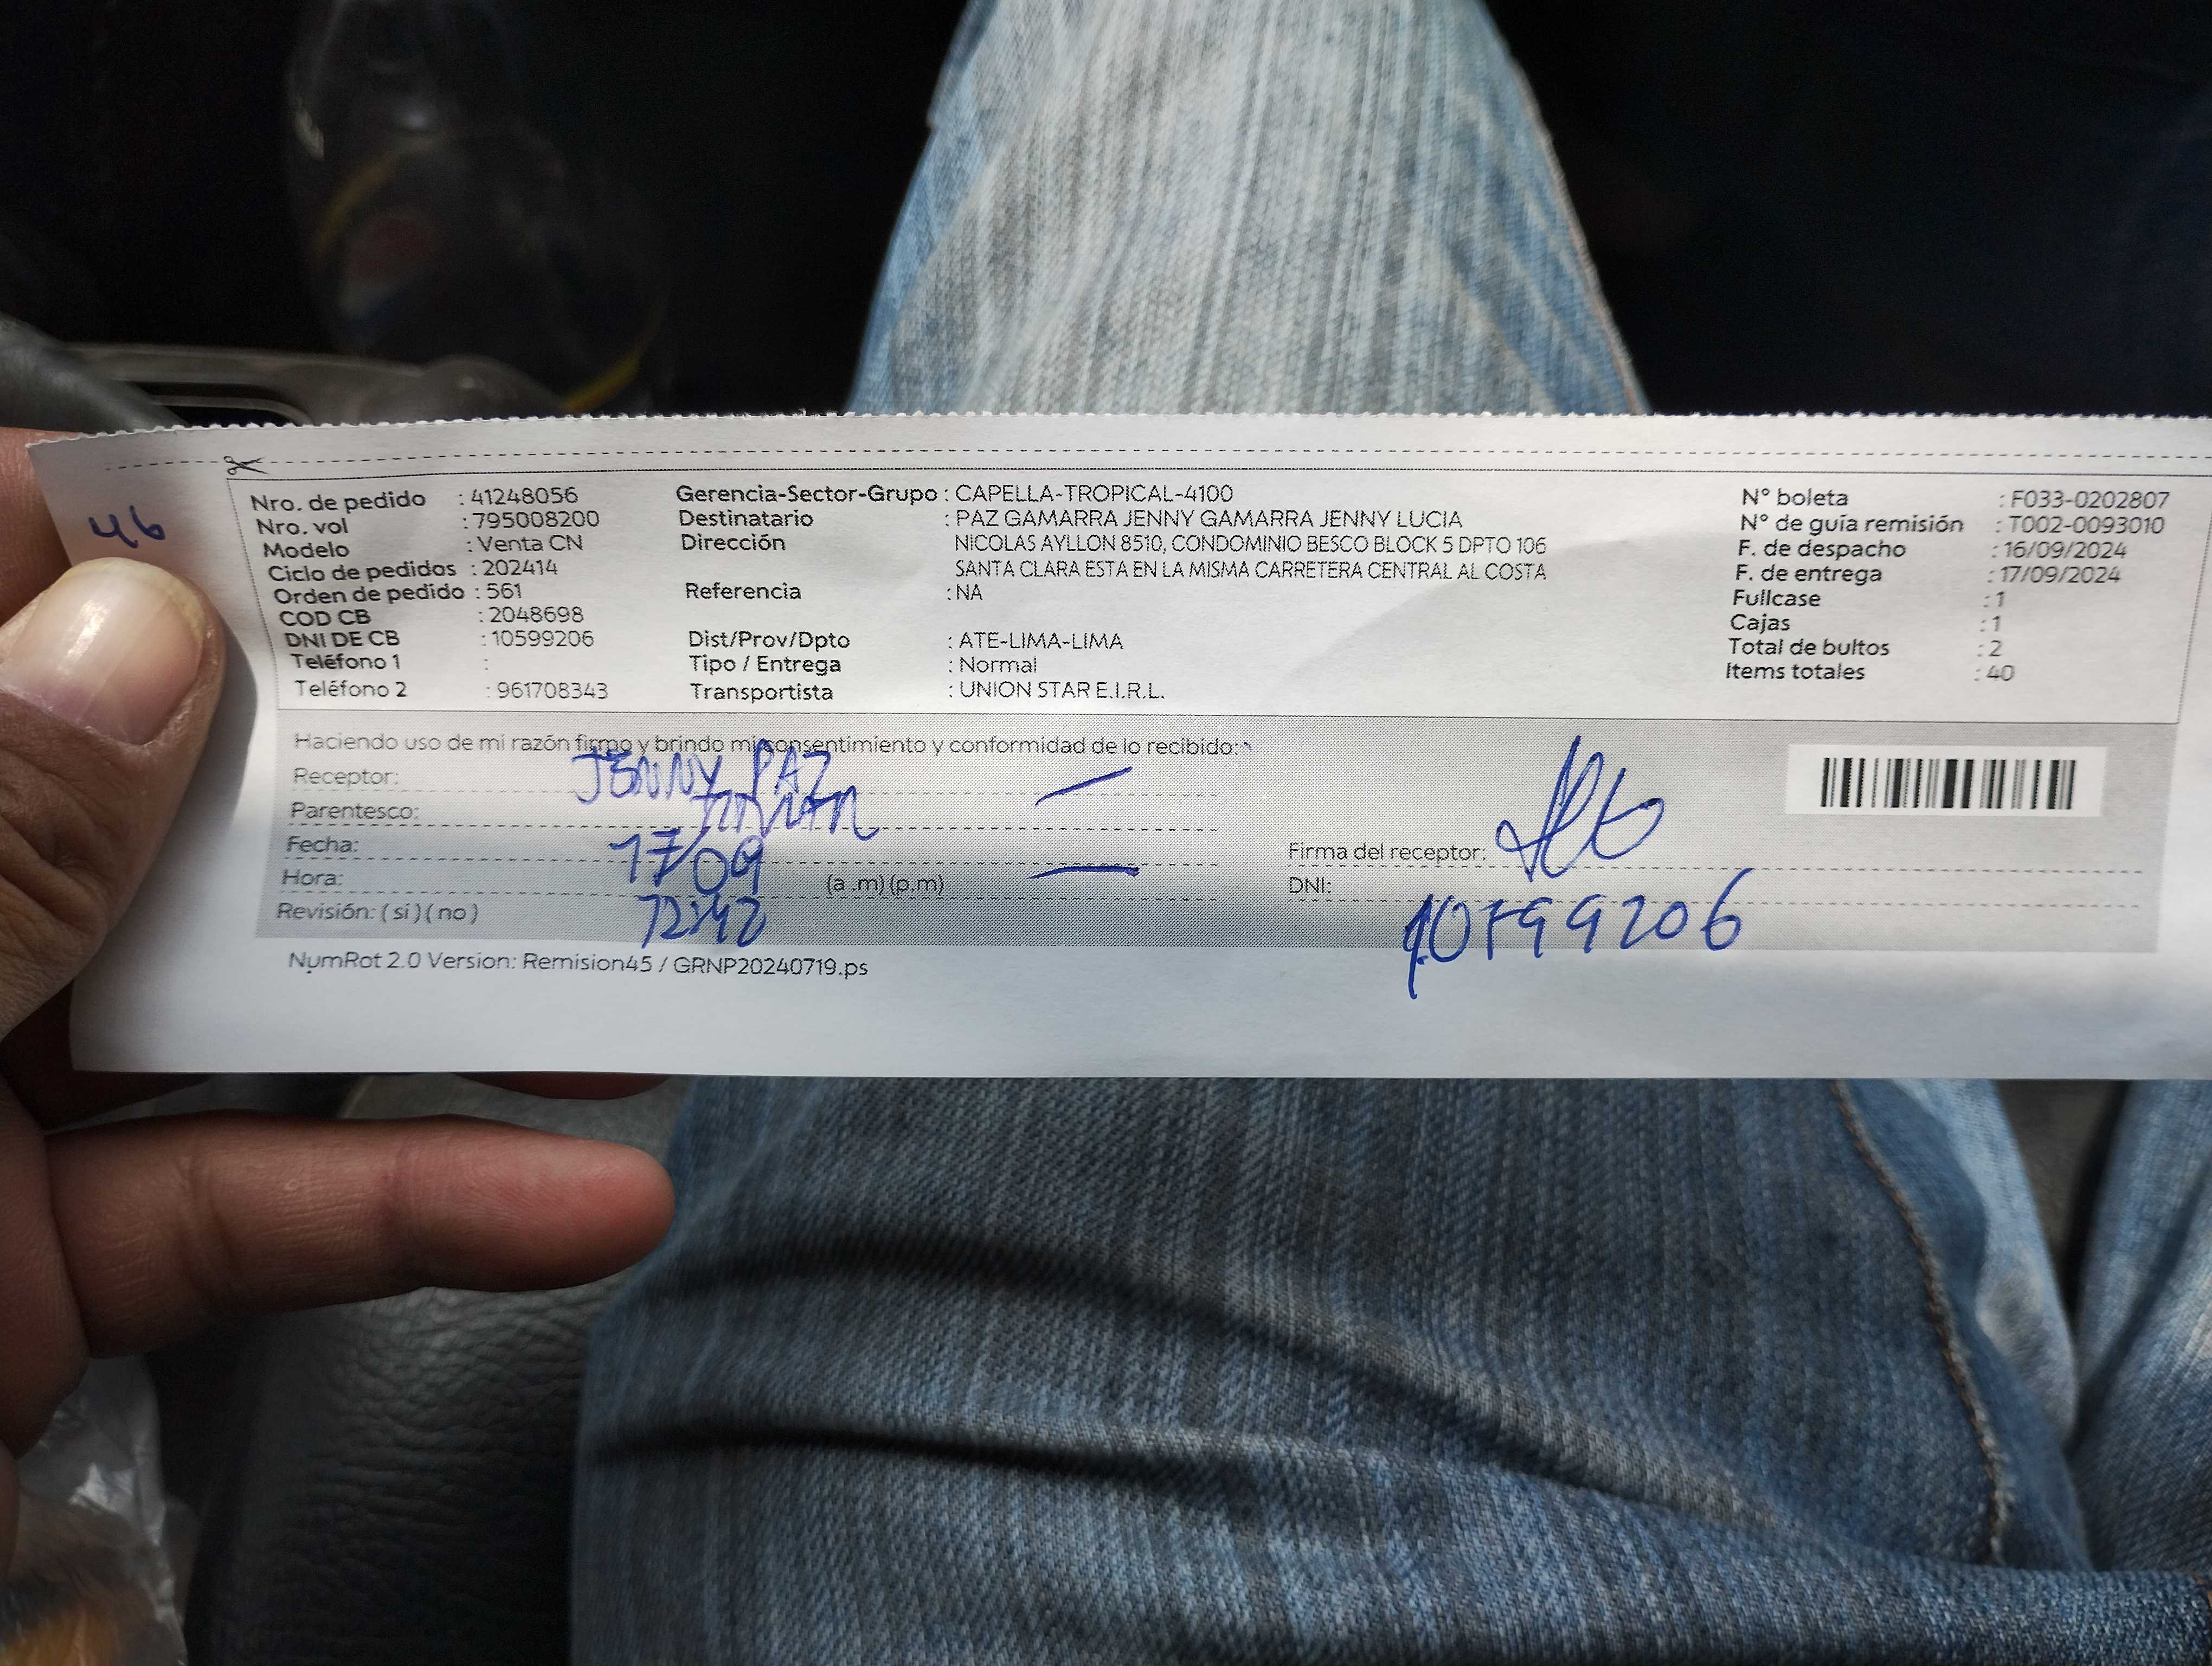 46
Nro. de pedido : 41248056
Nro. vol : 795008200
Modelo : Venta CN
Ciclo de pedidos : 202414
Orden de pedido : 561
COD CB : 2048698
DNI DE CB : 10599206
Teléfono 1 :
Teléfono 2 : 961708343
Gerencia-Sector-Grupo : CAPELLA-TROPICAL-4100
Destinatario : PAZ GAMARRA JENNY GAMARRA JENNY LUCIA
Dirección NICOLAS AYLLON 8510, CONDOMINIO BESCO BLOCK 5 DPTO 106
SANTA CLARA ESTA EN LA MISMA CARRETERA CENTRAL AL COSTA
Referencia : NA
Dist/Prov/Dpto : ATE-LIMA-LIMA
Tipo / Entrega : Normal
Transportista : UNION STAR E.I.R.L.
N° boleta : F033-0202807
N° de guía remisión : T002-0093010
F. de despacho : 16/09/2024
F. de entrega : 17/09/2024
Fullcase : 1
Cajas : 1
Total de bultos : 2
Items totales : 40
Haciendo uso de mi razón firmo y brindo mi consentimiento y conformidad de lo recibido:
Receptor: JENNY PAZ
Parentesco:
Fecha: 17/09
Hora: (a .m) (p.m)
Revisión: ( si ) ( no ) 12:42
Firma del receptor:
DNI: 10599206
NumRot 2.0 Version: Remision45 / GRNP20240719.ps